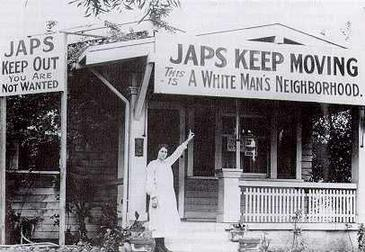 JAPS
KEEP OUT
YOU ARE
NOT WANTED
JAPS KEEP MOVING
THIS IS A WHITE MAN'S NEIGHBORHOOD.